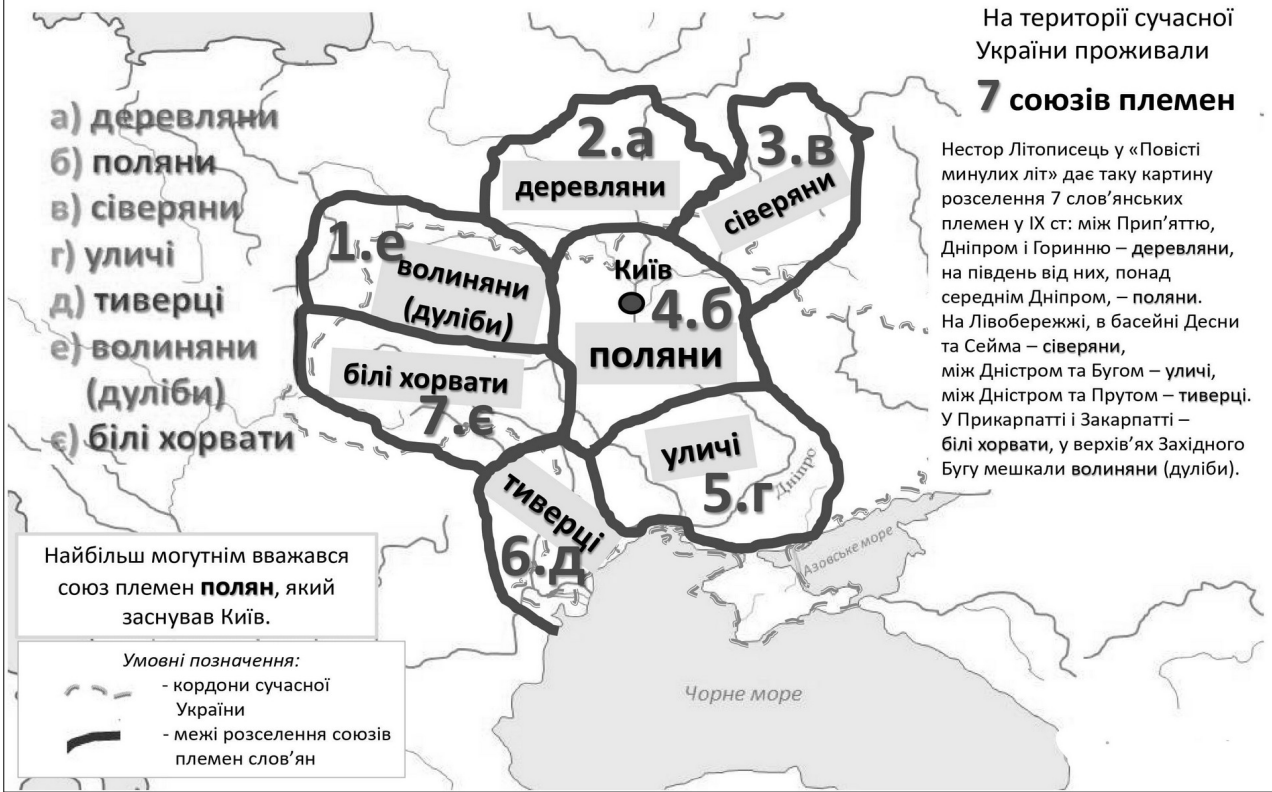 На території сучасної
України проживали
7 союзів племен
Нестор Літописець у «Повісті
минулих літ» дає таку картину
розселення 7 слов’янських
племен у ІХ ст: між Прип’яттю,
Дніпром і Горинню – деревляни,
на південь від них, понад
середнім Дніпром, – поляни.
На Лівобережжі, в басейні Десни
та Сейма – сіверяни,
між Дністром та Бугом – уличі,
між Дністром та Прутом – тиверці.
У Прикарпатті і Закарпатті –
білі хорвати, у верхів’ях Західного
Бугу мешкали волиняни (дуліби).
а) деревляни
б) поляни
в) сіверяни
г) уличі
д) тиверці
е) волиняни
(дуліби)
є) білі хорвати
2.а
деревляни
3.в
сіверяни
1.е
волиняни
(дуліби)
Київ
4.б
поляни
білі хорвати
7.є
уличі
5.г
Дніпро
тиверці
6.д
Азовське море
Чорне море
Найбільш могутнім вважався
союз племен полян, який
заснував Київ.
Умовні позначення:
- кордони сучасної
України
- межі розселення союзів
племен слов’ян